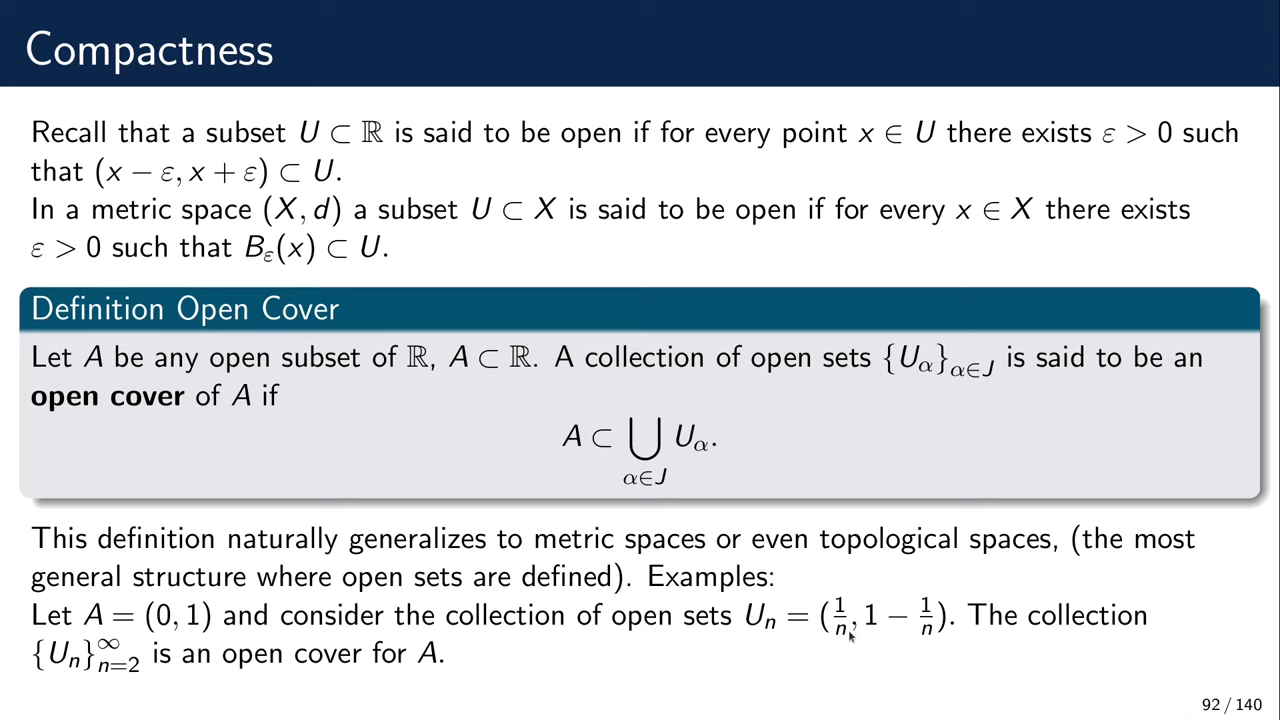 Compactness
Recall that a subset U ⊂ ℝ is said to be open if for every point x ∈ U there exists ε > 0 such
that (x − ε, x + ε) ⊂ U.
In a metric space (X, d) a subset U ⊂ X is said to be open if for every x ∈ X there exists
ε > 0 such that Bε(x) ⊂ U.
Definition Open Cover
Let A be any open subset of ℝ, A ⊂ ℝ. A collection of open sets {Uα}α∈J is said to be an
open cover of A if
A ⊂ ⋃α∈J Uα.
This definition naturally generalizes to metric spaces or even topological spaces, (the most
general structure where open sets are defined). Examples:
Let A = (0, 1) and consider the collection of open sets Un = (1/n, 1 − 1/n). The collection
{Un}∞n=2 is an open cover for A.
92 / 140